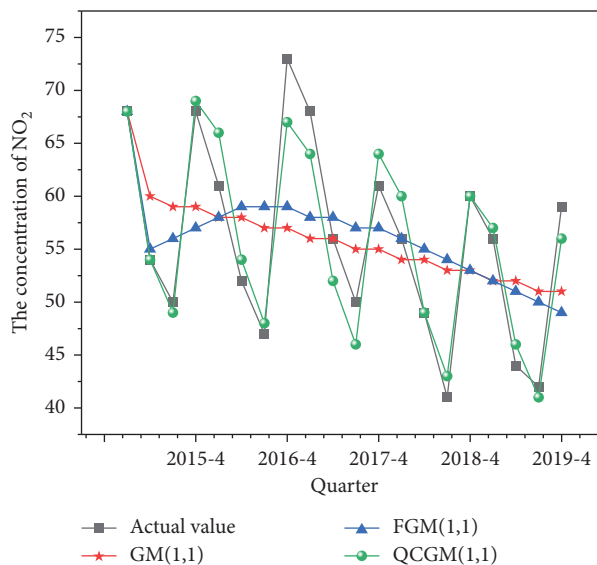 The concentration of NO2
75
70
65
60
55
50
45
40
2015-4 2016-4 2017-4 2018-4 2019-4
Quarter
Actual value FGM(1,1)
GM(1,1) QCGM(1,1)